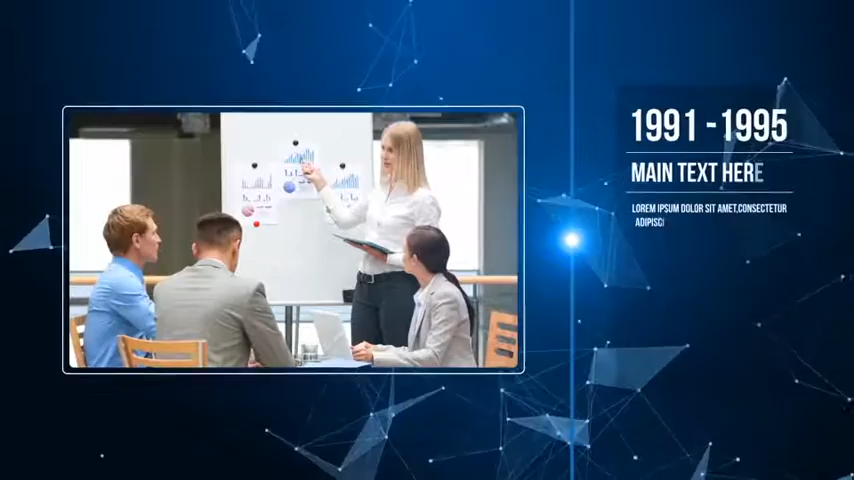 1991 - 1995
MAIN TEXT HERE
LOREM IPSUM DOLOR SIT AMET,CONSECTETUR
ADIPISCI